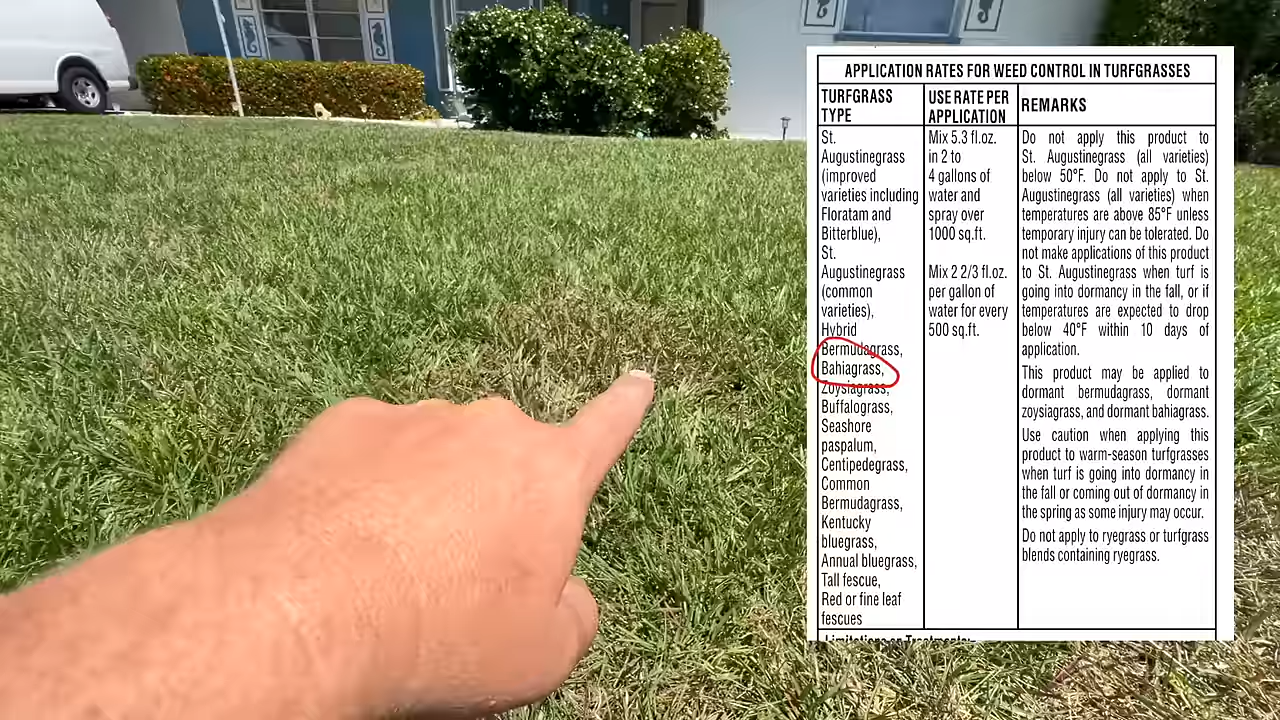 APPLICATION RATES FOR WEED CONTROL IN TURFGRASSES
TURFGRASS
TYPE
USE RATE PER
APPLICATION
REMARKS
St.
Augustinegrass
(improved
varieties including
Floratam and
Bitterblue),
St.
Augustinegrass
(common
varieties),
Hybrid
Bermudagrass,
Bahiagrass,
Zoysiagrass,
Buffalograss,
Seashore
paspalum,
Centipedegrass,
Common
Bermudagrass,
Kentucky
bluegrass,
Annual bluegrass,
Tall fescue,
Red or fine leaf
fescues
Mix 5.3 fl.oz.
in 2 to
4 gallons of
water and
spray over
1000 sq.ft.
Mix 2 2/3 fl.oz.
per gallon of
water for every
500 sq.ft.
Do not apply this product to
St. Augustinegrass (all varieties)
below 50°F. Do not apply to St.
Augustinegrass (all varieties) when
temperatures are above 85°F unless
temporary injury can be tolerated. Do
not make applications of this product
to St. Augustinegrass when turf is
going into dormancy in the fall, or if
temperatures are expected to drop
below 40°F within 10 days of
application.
This product may be applied to
dormant bermudagrass, dormant
zoysiagrass, and dormant bahiagrass.
Use caution when applying this
product to warm-season turfgrasses
when turf is going into dormancy in
the fall or coming out of dormancy in
the spring as some injury may occur.
Do not apply to ryegrass or turfgrass
blends containing ryegrass.